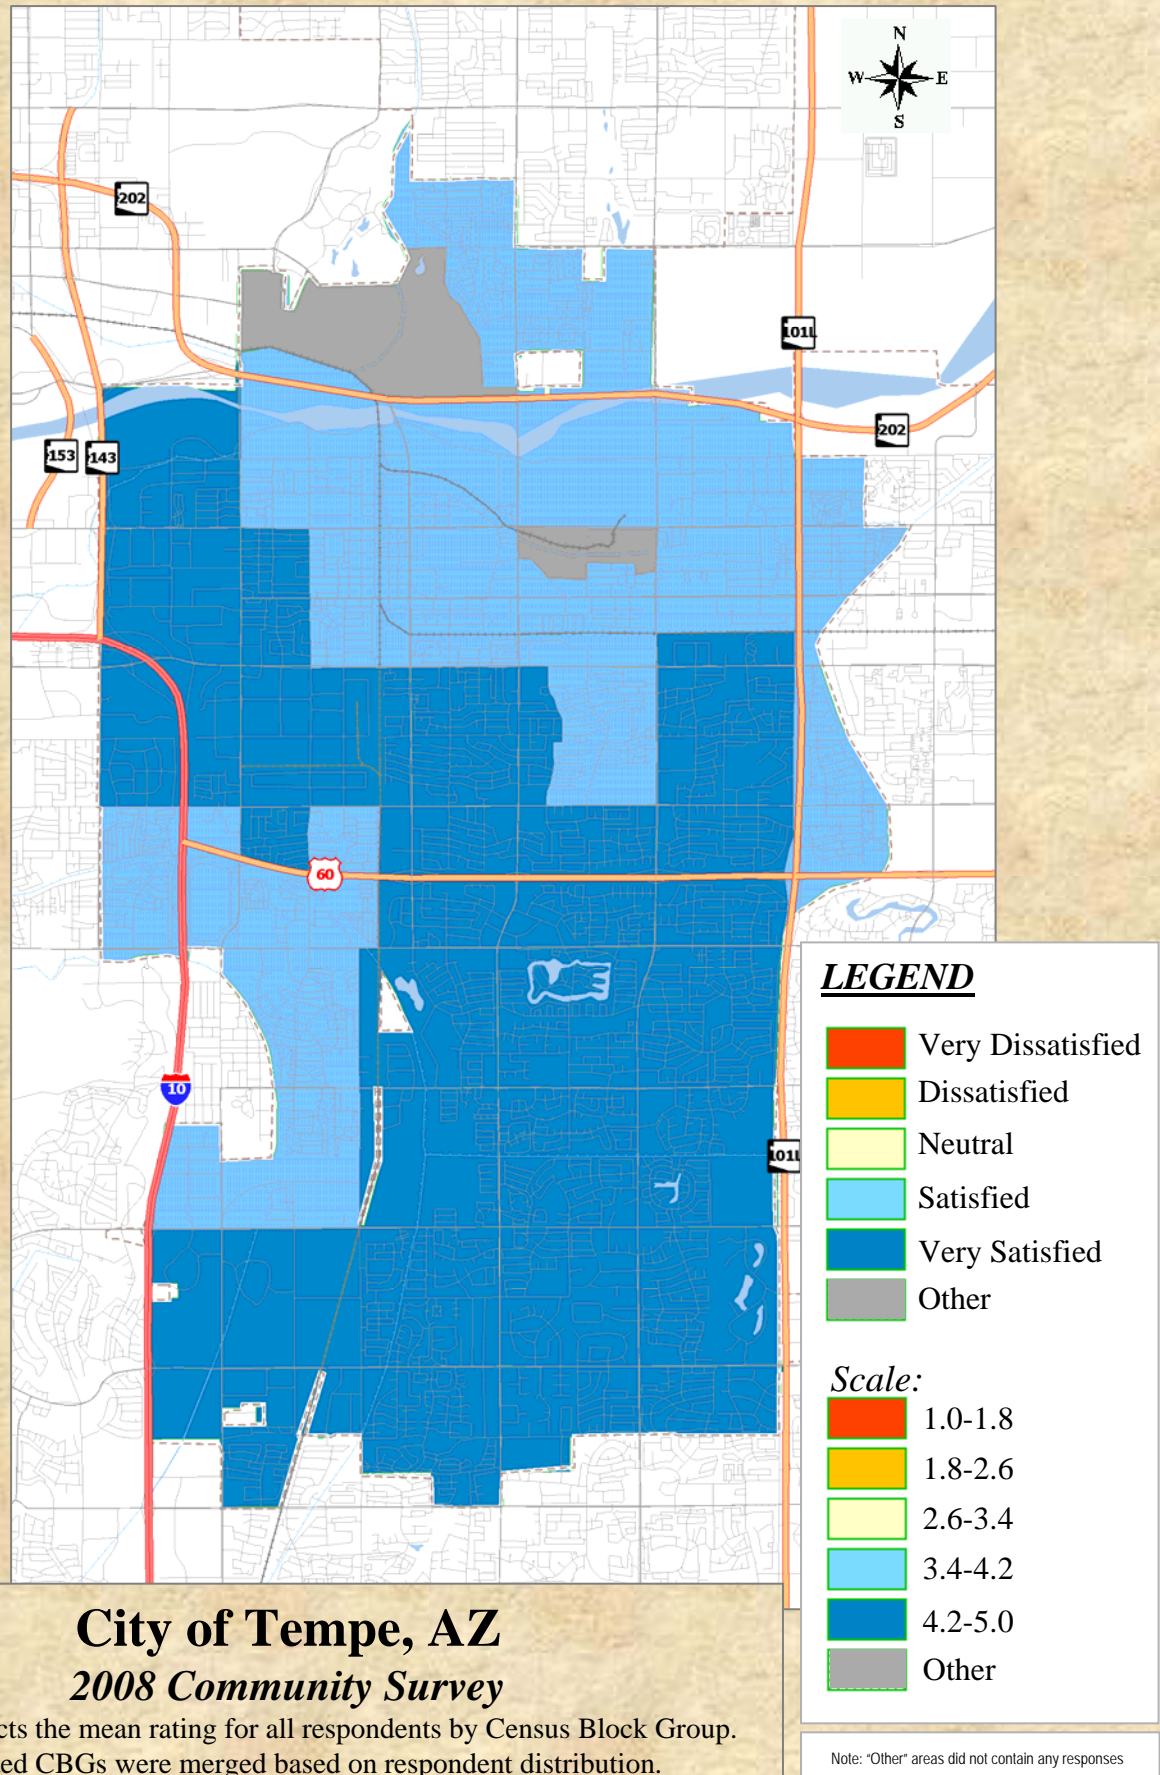 N
W E
S
202
101L
202
153 143
60
10
101L
LEGEND
Very Dissatisfied
Dissatisfied
Neutral
Satisfied
Very Satisfied
Other
Scale:
1.0-1.8
1.8-2.6
2.6-3.4
3.4-4.2
4.2-5.0
Other
City of Tempe, AZ
2008 Community Survey
the mean rating for all respondents by Census Block Group.
CBGs were merged based on respondent distribution.
Note: "Other" areas did not contain any responses